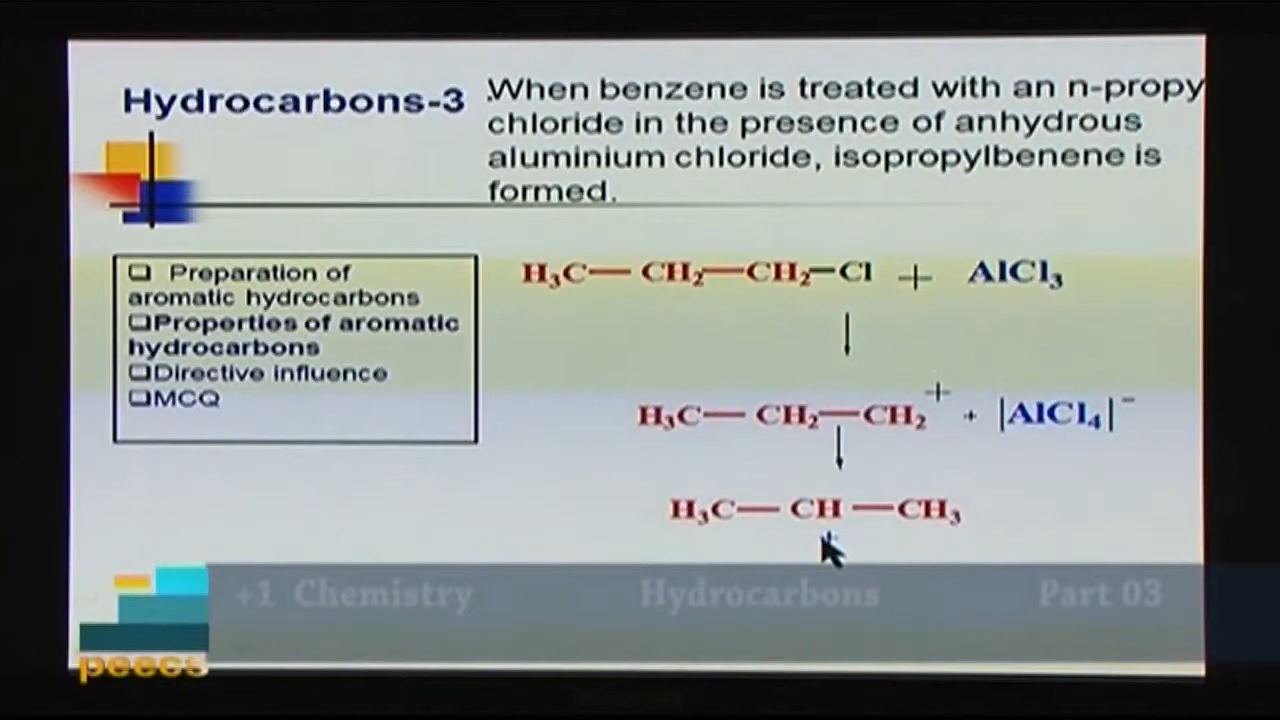 Hydrocarbons-3
.When benzene is treated with an n-propy
chloride in the presence of anhydrous
aluminium chloride, isopropylbenene is
formed.
❑ Preparation of
aromatic hydrocarbons
❑Properties of aromatic
hydrocarbons
❑Directive influence
❑MCQ
H₃C— CH₂—CH₂–Cl + AlCl₃
↓
H₃C— CH₂—CH₂⁺ + |AlCl₄|⁻
↓
H₃C— CH —CH₃
+
+1 Chemistry Hydrocarbons Part 03
peecs